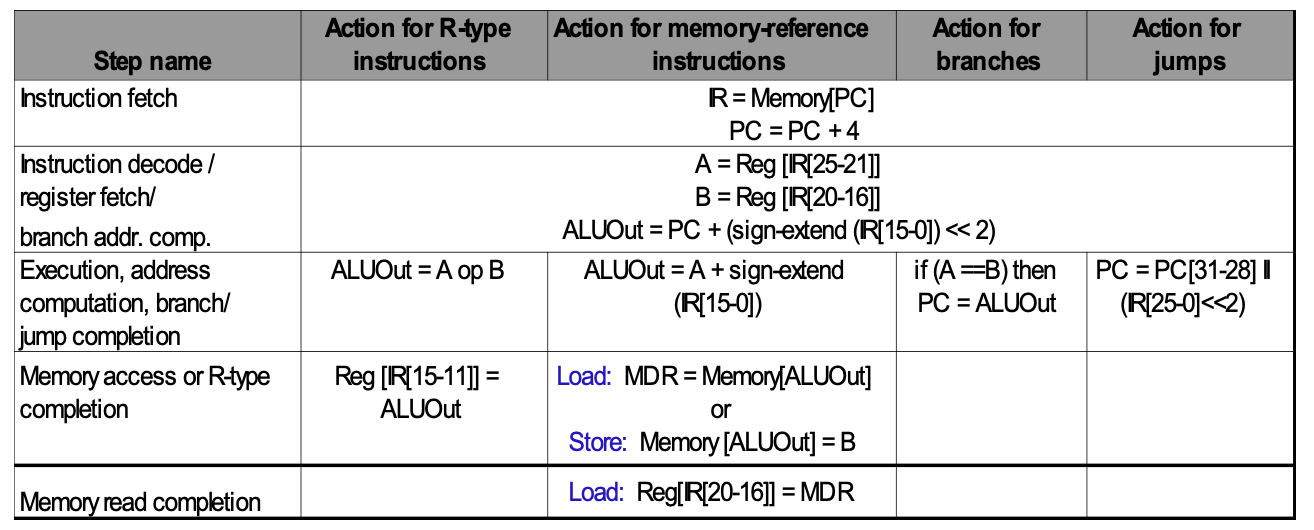 Step name
Action for R-type
instructions
Action for memory-reference
instructions
Action for
branches
Action for
jumps
Instruction fetch
IR = Memory[PC]
PC = PC + 4
Instruction decode /
register fetch/
branch addr. comp.
A = Reg [IR[25-21]]
B = Reg [IR[20-16]]
ALUOut = PC + (sign-extend (IR[15-0]) << 2)
Execution, address
computation, branch/
jump completion
ALUOut = A op B
ALUOut = A + sign-extend
(IR[15-0])
if (A ==B) then
PC = ALUOut
PC = PC[31-28] II
(IR[25-0]<<2)
Memory access or R-type
completion
Reg [IR[15-11]] =
ALUOut
Load: MDR = Memory[ALUOut]
or
Store: Memory [ALUOut] = B
Memory read completion
Load: Reg[IR[20-16]] = MDR